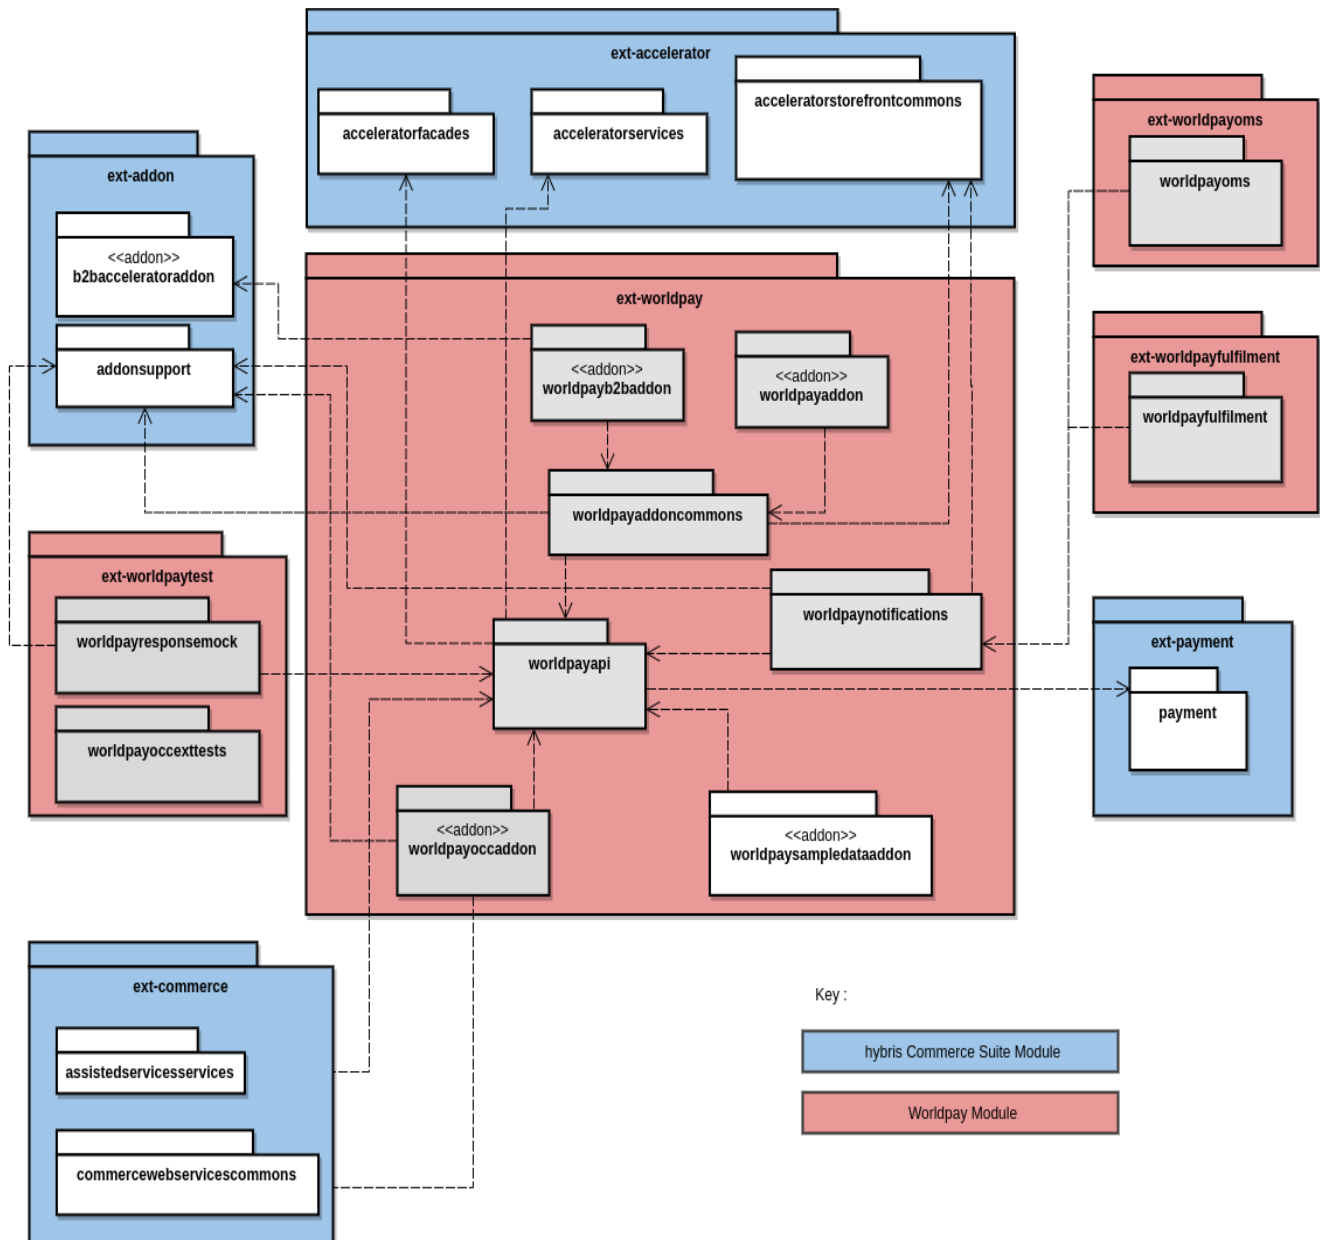 ext-accelerator
acceleratorfacades
acceleratorservices
acceleratorstorefrontcommons
ext-addon
<<addon>>
b2bacceleratoraddon
addonsupport
ext-worldpayoms
worldpayoms
ext-worldpay
<<addon>>
worldpayb2baddon
<<addon>>
worldpayaddon
worldpayaddoncommons
worldpaynotifications
worldpayapi
<<addon>>
worldpayoccaddon
<<addon>>
worldpaysampledataaddon
ext-worldpayfulfilment
worldpayfulfilment
ext-worldpaytest
worldpayresponsemock
worldpayoccexttests
ext-payment
payment
ext-commerce
assistedservicesservices
commercewebservicescommons
Key :
hybris Commerce Suite Module
Worldpay Module